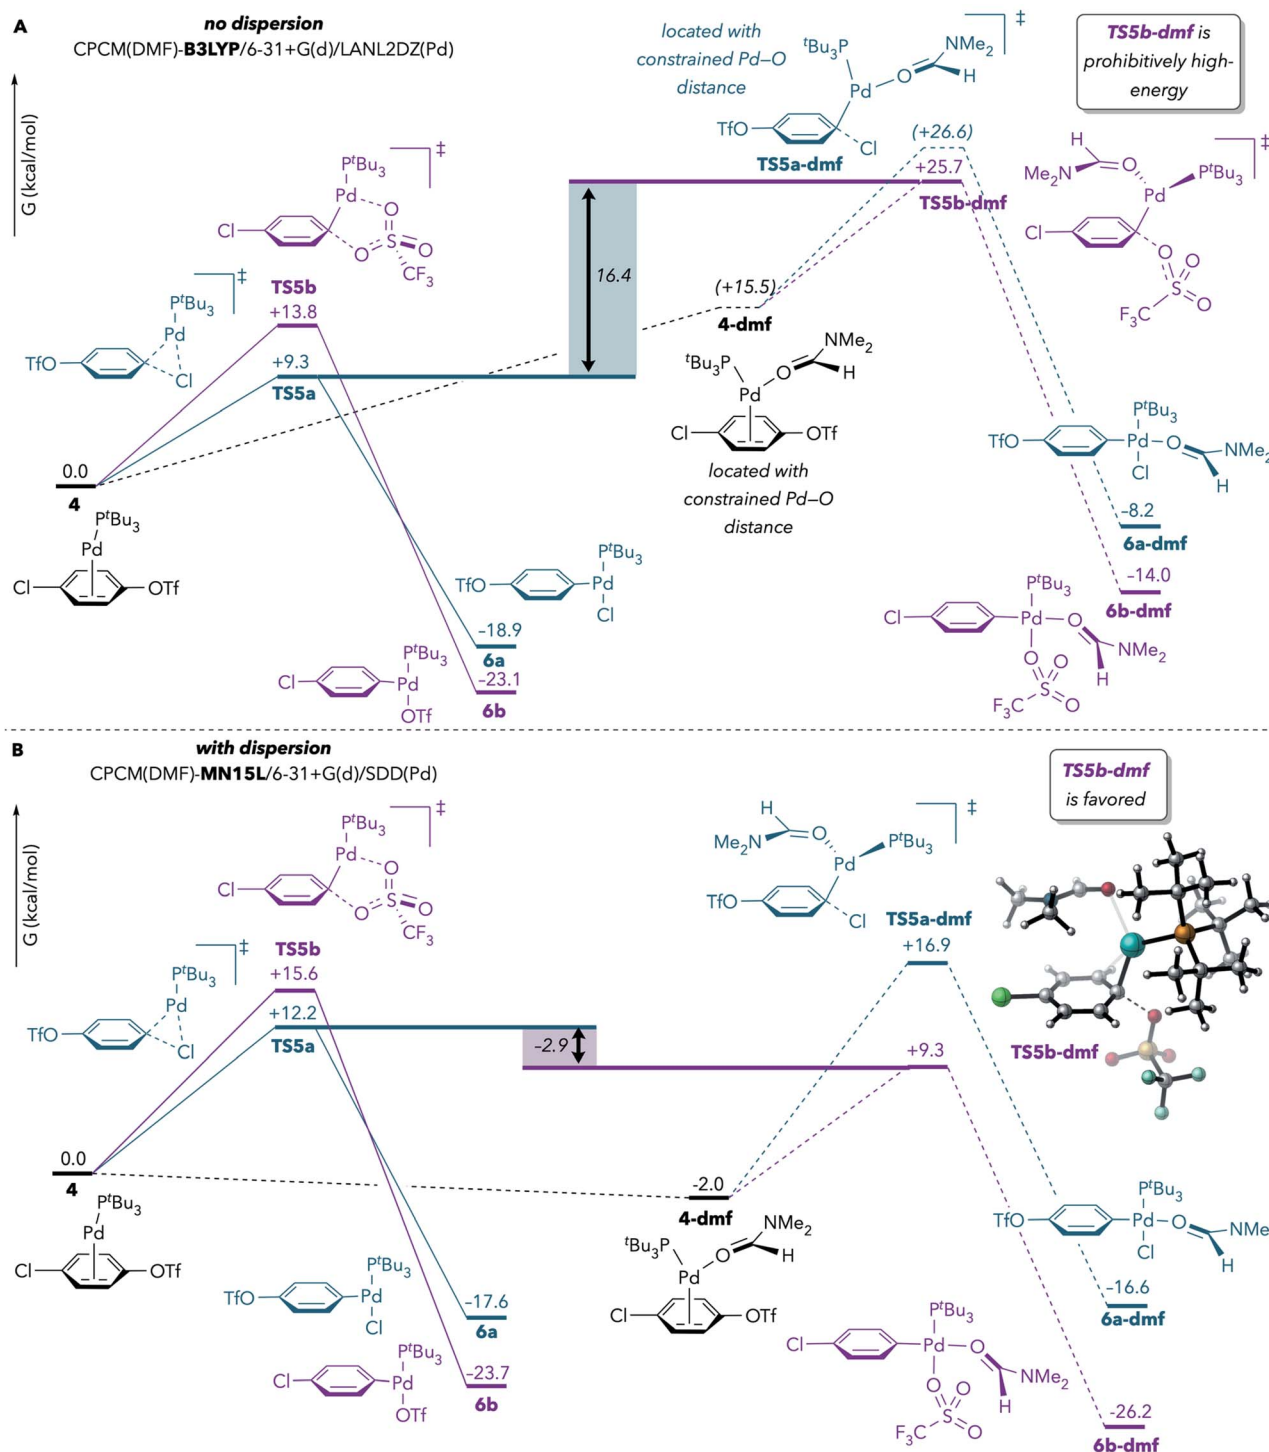 A
no dispersion
CPCM(DMF)-B3LYP/6-31+G(d)/LANL2DZ(Pd)
G (kcal/mol)
located with
constrained Pd–O
distance
ᵗBu₃P
NMe₂
O
H
Pd
TfO
Cl
‡
TS5a-dmf
(+26.6)
+25.7
TS5b-dmf
TS5b-dmf is
prohibitively high-
energy
H
O
Me₂N
PᵗBu₃
Pd
Cl
O
O
S
O
F₃C
‡
PᵗBu₃
Pd
O
Cl
S
O
O
CF₃
‡
TS5b
+13.8
PᵗBu₃
Pd
TfO
Cl
‡
+9.3
TS5a
16.4
(+15.5)
4-dmf
ᵗBu₃P
NMe₂
O
H
Pd
Cl
OTf
located with
constrained Pd–O
distance
0.0
4
PᵗBu₃
Pd
Cl
OTf
PᵗBu₃
TfO
Pd
Cl
–18.9
6a
PᵗBu₃
Cl
Pd
OTf
–23.1
6b
PᵗBu₃
TfO
Pd
O
NMe₂
Cl
H
–8.2
6a-dmf
–14.0
6b-dmf
PᵗBu₃
Cl
Pd
O
NMe₂
O
H
S
O
O
F₃C
B
with dispersion
CPCM(DMF)-MN15L/6-31+G(d)/SDD(Pd)
G (kcal/mol)
TS5b-dmf
is favored
PᵗBu₃
Pd
O
Cl
S
O
O
CF₃
‡
TS5b
+15.6
PᵗBu₃
Pd
TfO
Cl
‡
+12.2
TS5a
–2.9
H
O
Me₂N
PᵗBu₃
Pd
TfO
Cl
‡
TS5a-dmf
+16.9
+9.3
TS5b-dmf
0.0
4
PᵗBu₃
Pd
Cl
OTf
-2.0
4-dmf
ᵗBu₃P
NMe₂
O
H
Pd
Cl
OTf
PᵗBu₃
TfO
Pd
Cl
–17.6
6a
PᵗBu₃
Cl
Pd
OTf
–23.7
6b
PᵗBu₃
TfO
Pd
O
NMe
Cl
H
–16.6
6a-dmf
PᵗBu₃
Cl
Pd
O
NMe₂
O
H
O
S
O
F₃C
-26.2
6b-dmf